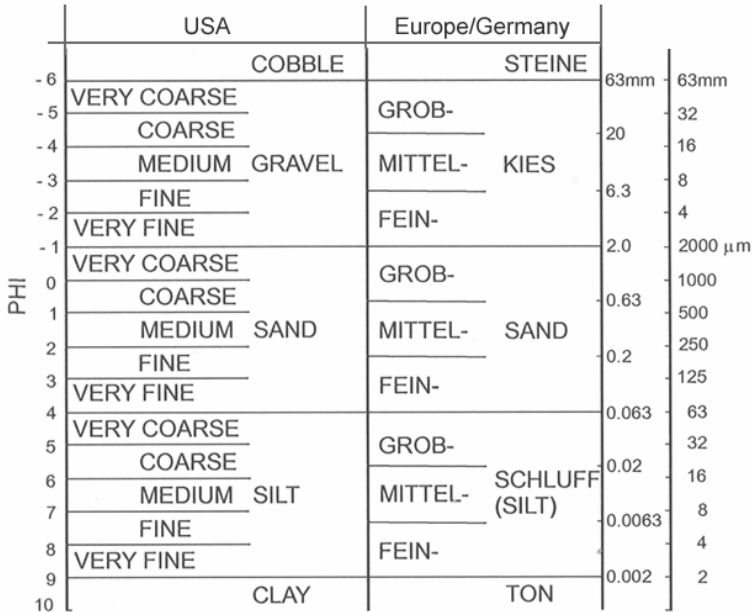 USA Europe/Germany
COBBLE STEINE
- 6 63mm 63mm
VERY COARSE
- 5 GROB- 32
COARSE 20
- 4 16
MEDIUM GRAVEL MITTEL- KIES
- 3 8
FINE 6.3
- 2 4
VERY FINE FEIN-
- 1 2.0 2000 μm
VERY COARSE
0 GROB- 1000
COARSE 0.63
1 500
MEDIUM SAND MITTEL- SAND
2 250
FINE 0.2
3 125
VERY FINE FEIN-
4 0.063 63
VERY COARSE
5 GROB- 32
COARSE 0.02
6 16
MEDIUM SILT MITTEL- SCHLUFF
(SILT)
7 8
FINE 0.0063
8 4
VERY FINE FEIN-
9 0.002 2
CLAY TON
10
PHI